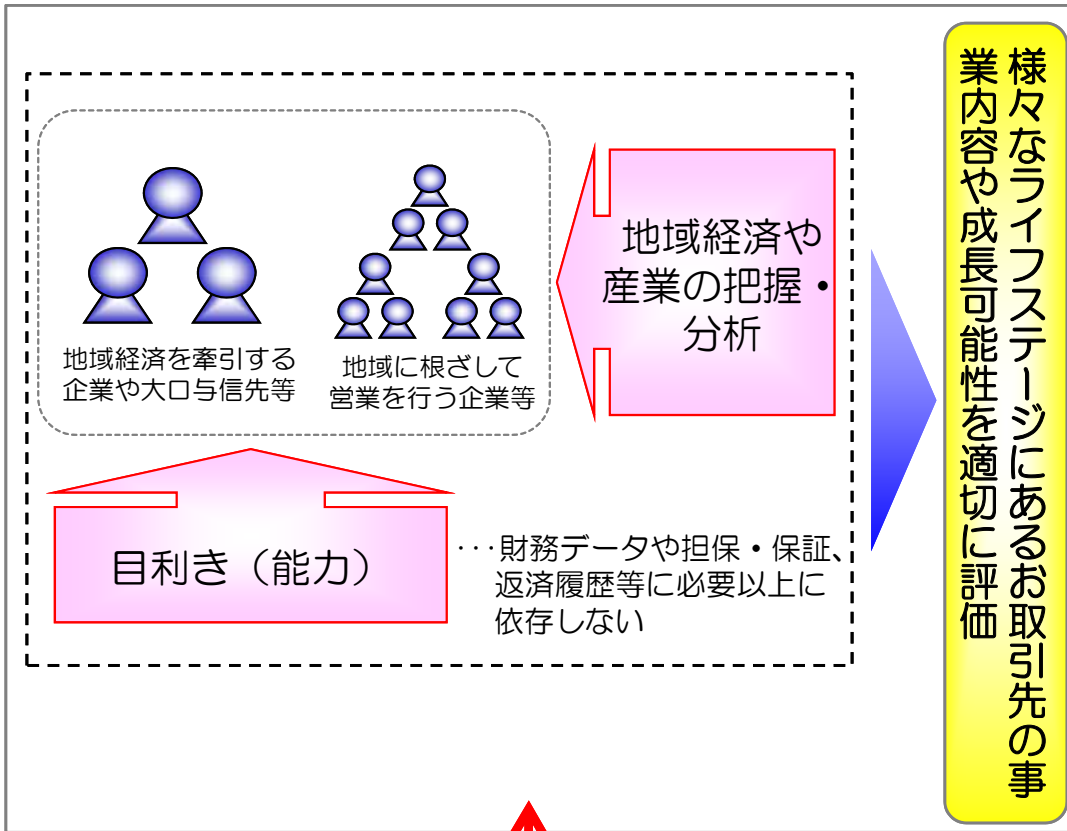 地域経済を牽引する
企業や大口与信先等
地域に根ざして
営業を行う企業等
地域経済や
産業の把握・
分析
目利き（能力）
･･･財務データや担保・保証、
返済履歴等に必要以上に
依存しない
様々なライフステージにあるお取引先の事
業内容や成長可能性を適切に評価